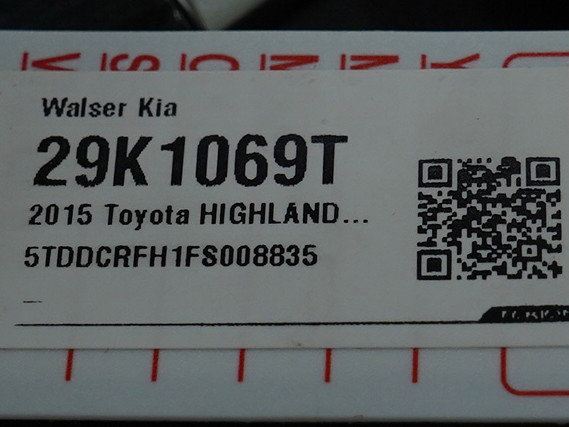 Walser Kia
29K1069T
2015 Toyota HIGHLAND...
5TDDCRFH1FS008835